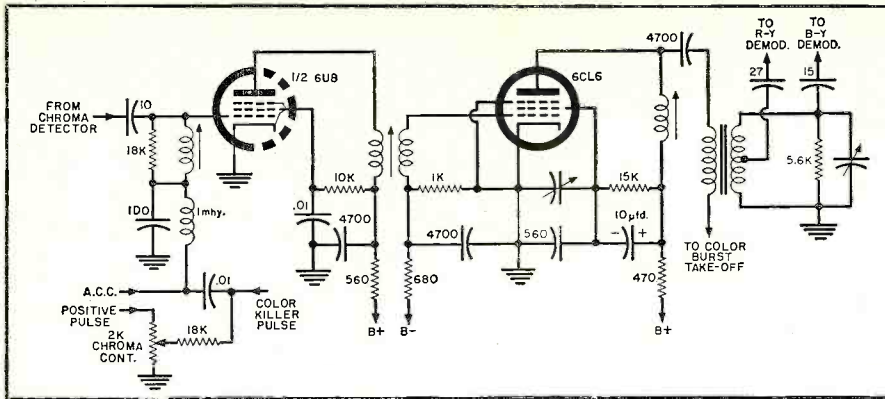 TO
R-Y
DEMOD.
TO
B-Y
DEMOD.
4700
27
15
1/2 6U8
6CL6
FROM
CHROMA
DETECTOR
10
18K
10K
1K
15K
5.6K
100
1mhy.
.01
4700
4700
560
10µfd.
- +
560
680
470
TO COLOR
BURST
TAKE-OFF
A.C.C.
.01
COLOR
KILLER
PULSE
POSITIVE
PULSE
2K
CHROMA
CONT.
18K
B+
B-
B+